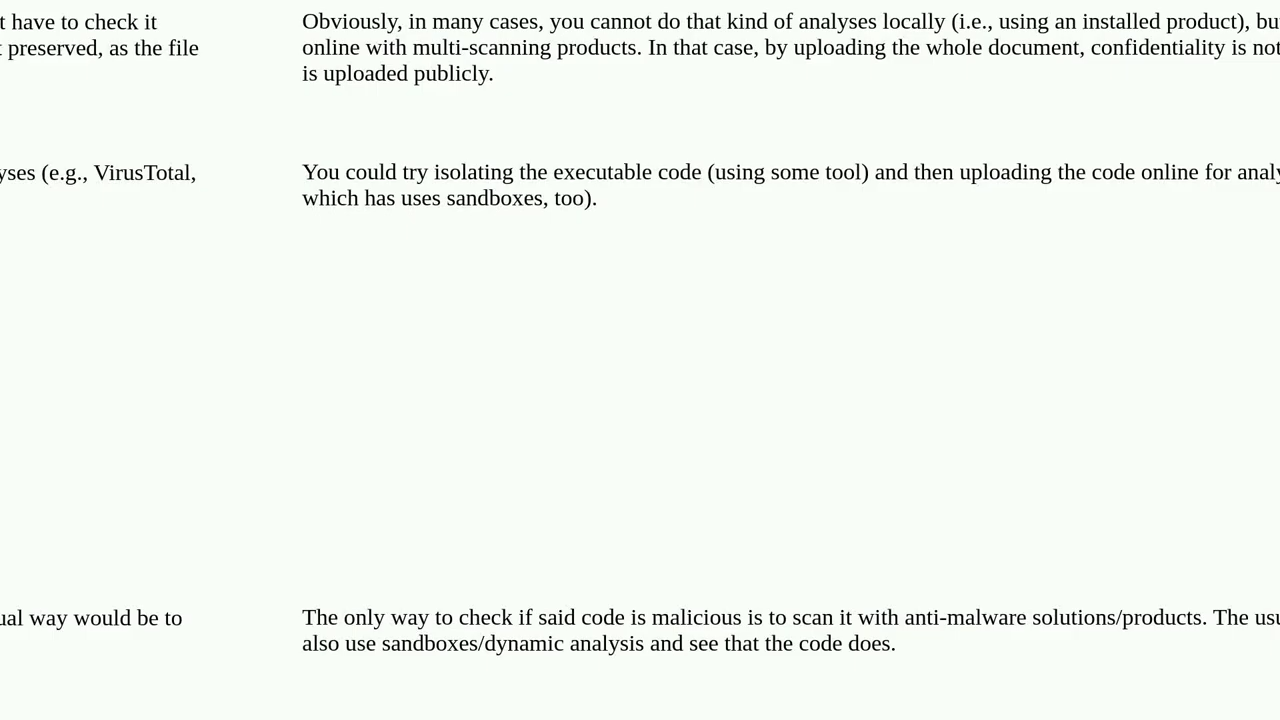 t have to check it
t preserved, as the file
Obviously, in many cases, you cannot do that kind of analyses locally (i.e., using an installed product), bu
online with multi-scanning products. In that case, by uploading the whole document, confidentiality is not
is uploaded publicly.
yses (e.g., VirusTotal,
You could try isolating the executable code (using some tool) and then uploading the code online for analy
which has uses sandboxes, too).
ual way would be to
The only way to check if said code is malicious is to scan it with anti-malware solutions/products. The usu
also use sandboxes/dynamic analysis and see that the code does.